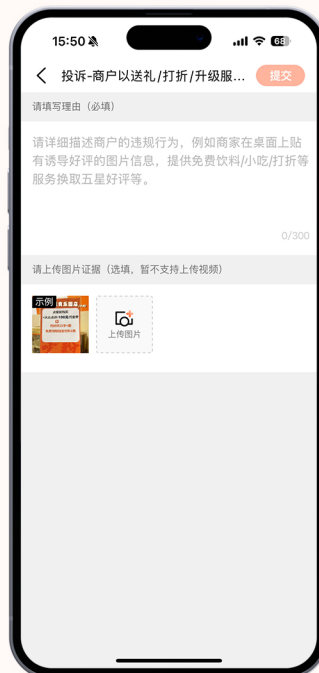 15:50
68
投诉-商户以送礼/打折/升级服...
提交
请填写理由（必填）
请详细描述商户的违规行为，例如商家在桌面上贴
有诱导好评的图片信息，提供免费饮料/小吃/打折等
服务换取五星好评等。
0/300
请上传图片证据（选填，暂不支持上传视频）
示例
上传图片